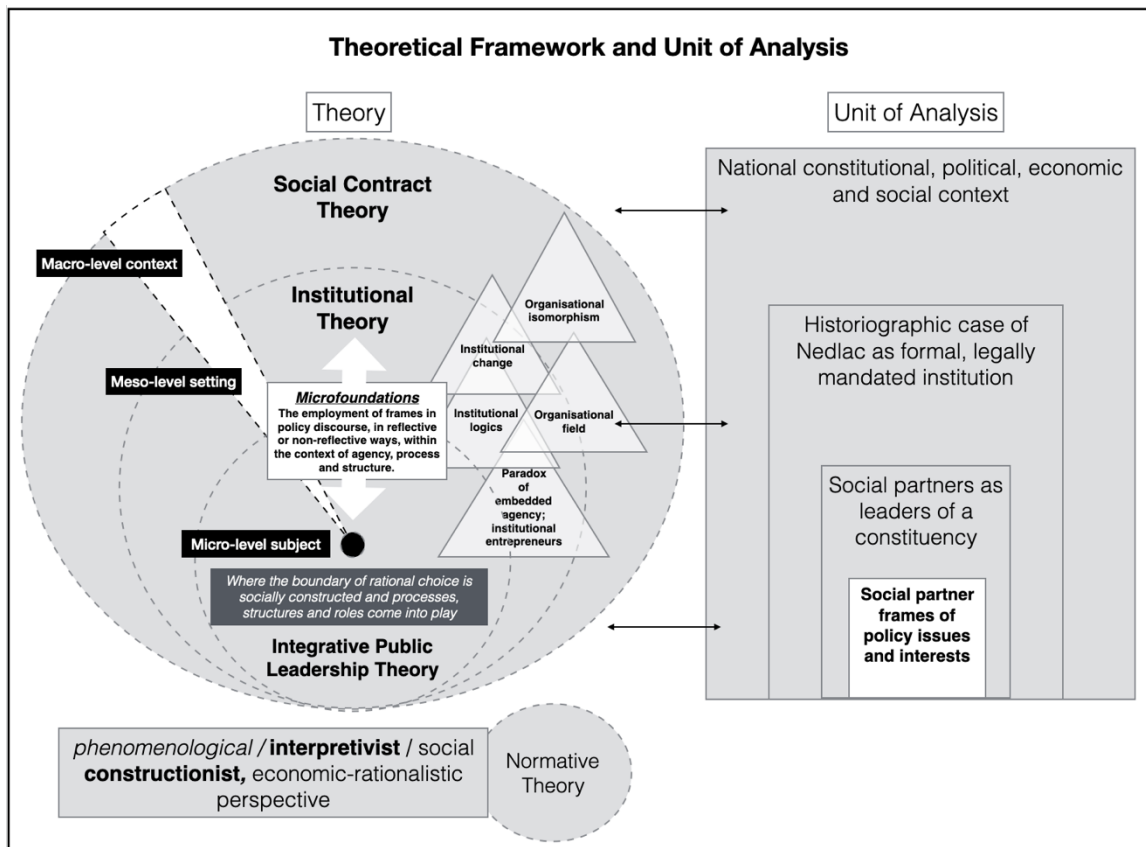 Theoretical Framework and Unit of Analysis
Theory
Social Contract
Theory
Macro-level context
Institutional
Theory
Meso-level setting
Microfoundations
The employment of frames in
policy discourse, in reflective
or non-reflective ways, within
the context of agency, process
and structure.
Organisational
isomorphism
Institutional
change
Institutional
logics
Organisational
field
Paradox
of
embedded
agency;
institutional
entrepreneurs
Micro-level subject
Where the boundary of rational choice is
socially constructed and processes,
structures and roles come into play
Integrative Public
Leadership Theory
phenomenological / interpretivist / social
constructionist, economic-rationalistic
perspective
Normative
Theory
Unit of Analysis
National constitutional, political, economic
and social context
Historiographic case of
Nedlac as formal, legally
mandated institution
Social partners as
leaders of a
constituency
Social partner
frames of
policy issues
and interests